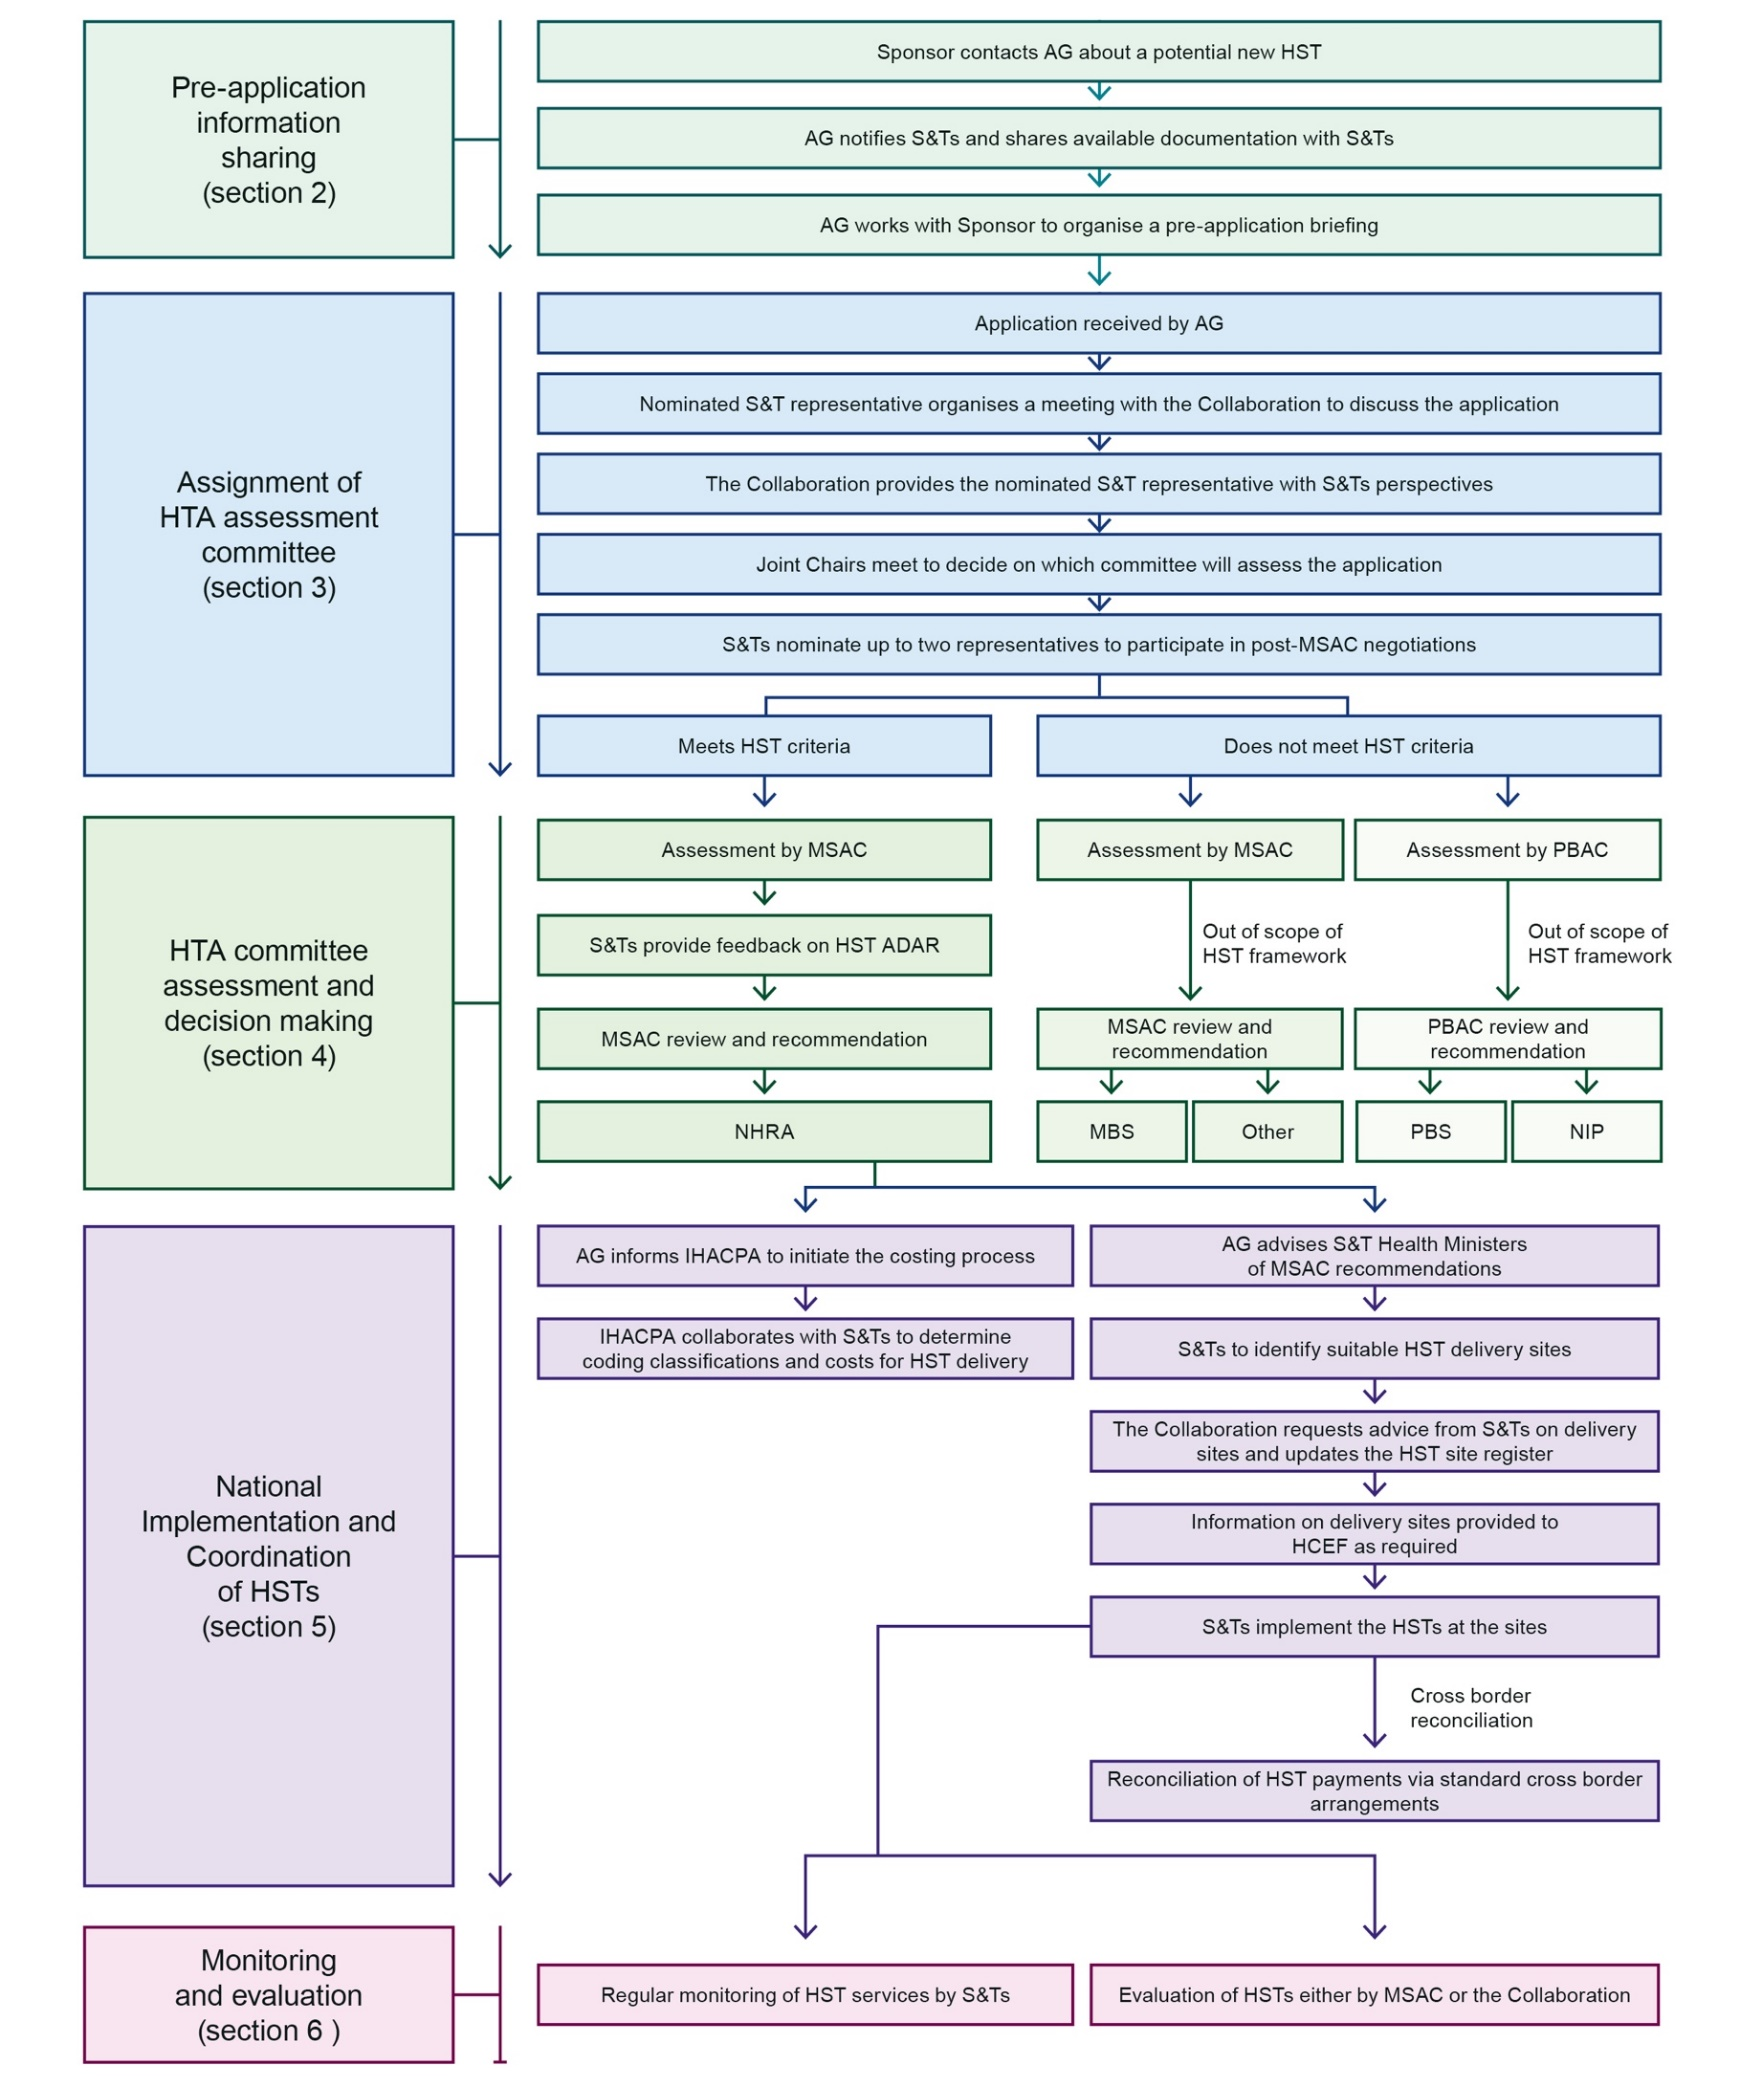 Pre-application
information
sharing
(section 2)
Sponsor contacts AG about a potential new HST
AG notifies S&Ts and shares available documentation with S&Ts
AG works with Sponsor to organise a pre-application briefing
Assignment of
HTA assessment
committee
(section 3)
Application received by AG
Nominated S&T representative organises a meeting with the Collaboration to discuss the application
The Collaboration provides the nominated S&T representative with S&Ts perspectives
Joint Chairs meet to decide on which committee will assess the application
S&Ts nominate up to two representatives to participate in post-MSAC negotiations
Meets HST criteria
Does not meet HST criteria
HTA committee
assessment and
decision making
(section 4)
Assessment by MSAC
S&Ts provide feedback on HST ADAR
MSAC review and recommendation
NHRA
Assessment by MSAC
Out of scope of
HST framework
MSAC review and
recommendation
MBS
Other
Assessment by PBAC
Out of scope of
HST framework
PBAC review and
recommendation
PBS
NIP
National
Implementation and
Coordination
of HSTs
(section 5)
AG informs IHACPA to initiate the costing process
IHACPA collaborates with S&Ts to determine
coding classifications and costs for HST delivery
AG advises S&T Health Ministers
of MSAC recommendations
S&Ts to identify suitable HST delivery sites
The Collaboration requests advice from S&Ts on delivery
sites and updates the HST site register
Information on delivery sites provided to
HCEF as required
S&Ts implement the HSTs at the sites
Cross border
reconciliation
Reconciliation of HST payments via standard cross border
arrangements
Monitoring
and evaluation
(section 6 )
Regular monitoring of HST services by S&Ts
Evaluation of HSTs either by MSAC or the Collaboration